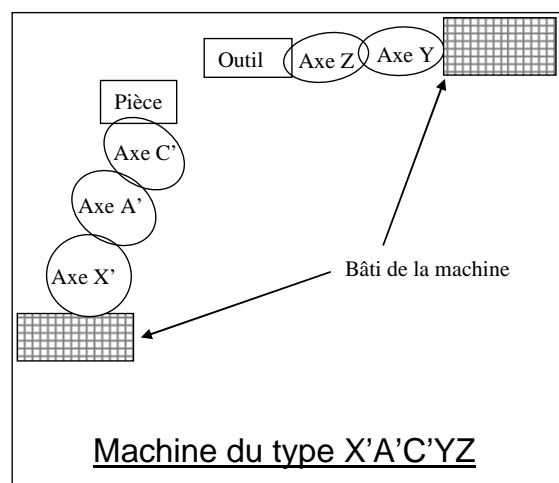 Outil
Axe Z
Axe Y
Pièce
Axe C’
Axe A’
Axe X’
Bâti de la machine
Machine du type X’A’C’YZ